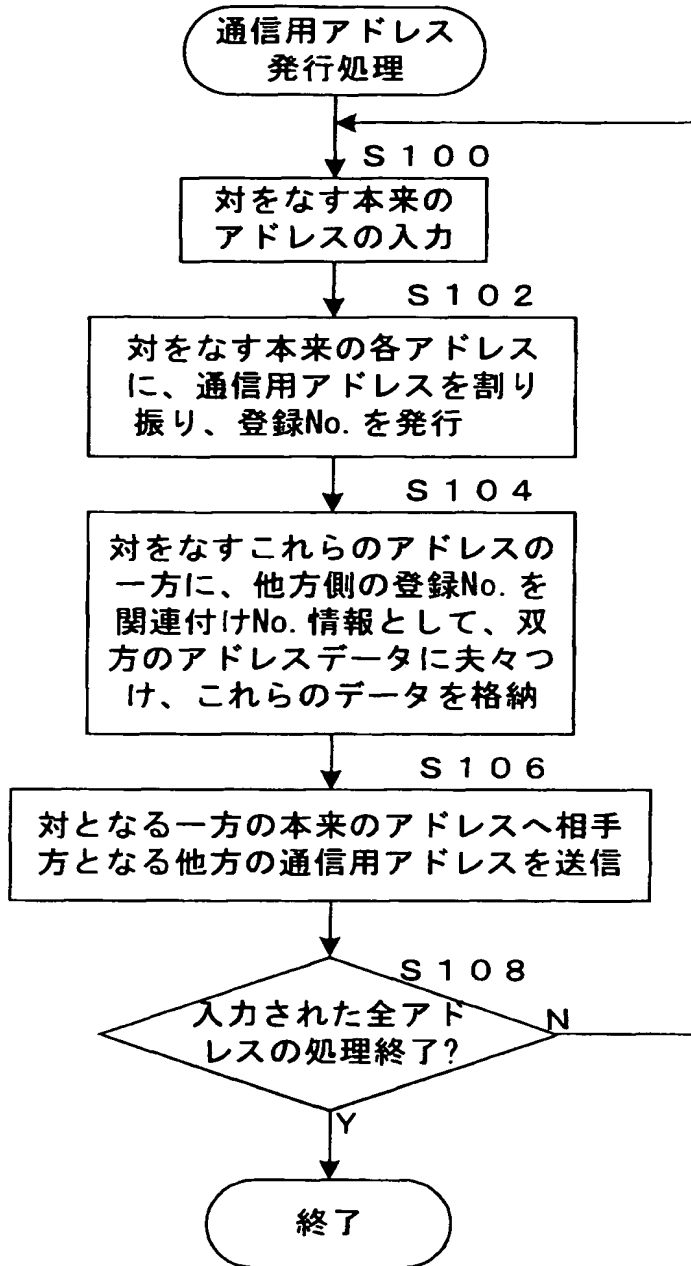 通信用アドレス
発行処理
S100
対をなす本来の
アドレスの入力
S102
対をなす本来の各アドレス
に、通信用アドレスを割り
振り、登録No.を発行
S104
対をなすこれらのアドレスの
一方に、他方側の登録No.を
関連付けNo.情報として、双
方のアドレスデータに夫々つ
け、これらのデータを格納
S106
対となる一方の本来のアドレスへ相手
方となる他方の通信用アドレスを送信
S108
入力された全アド
レスの処理終了?
N
Y
終了